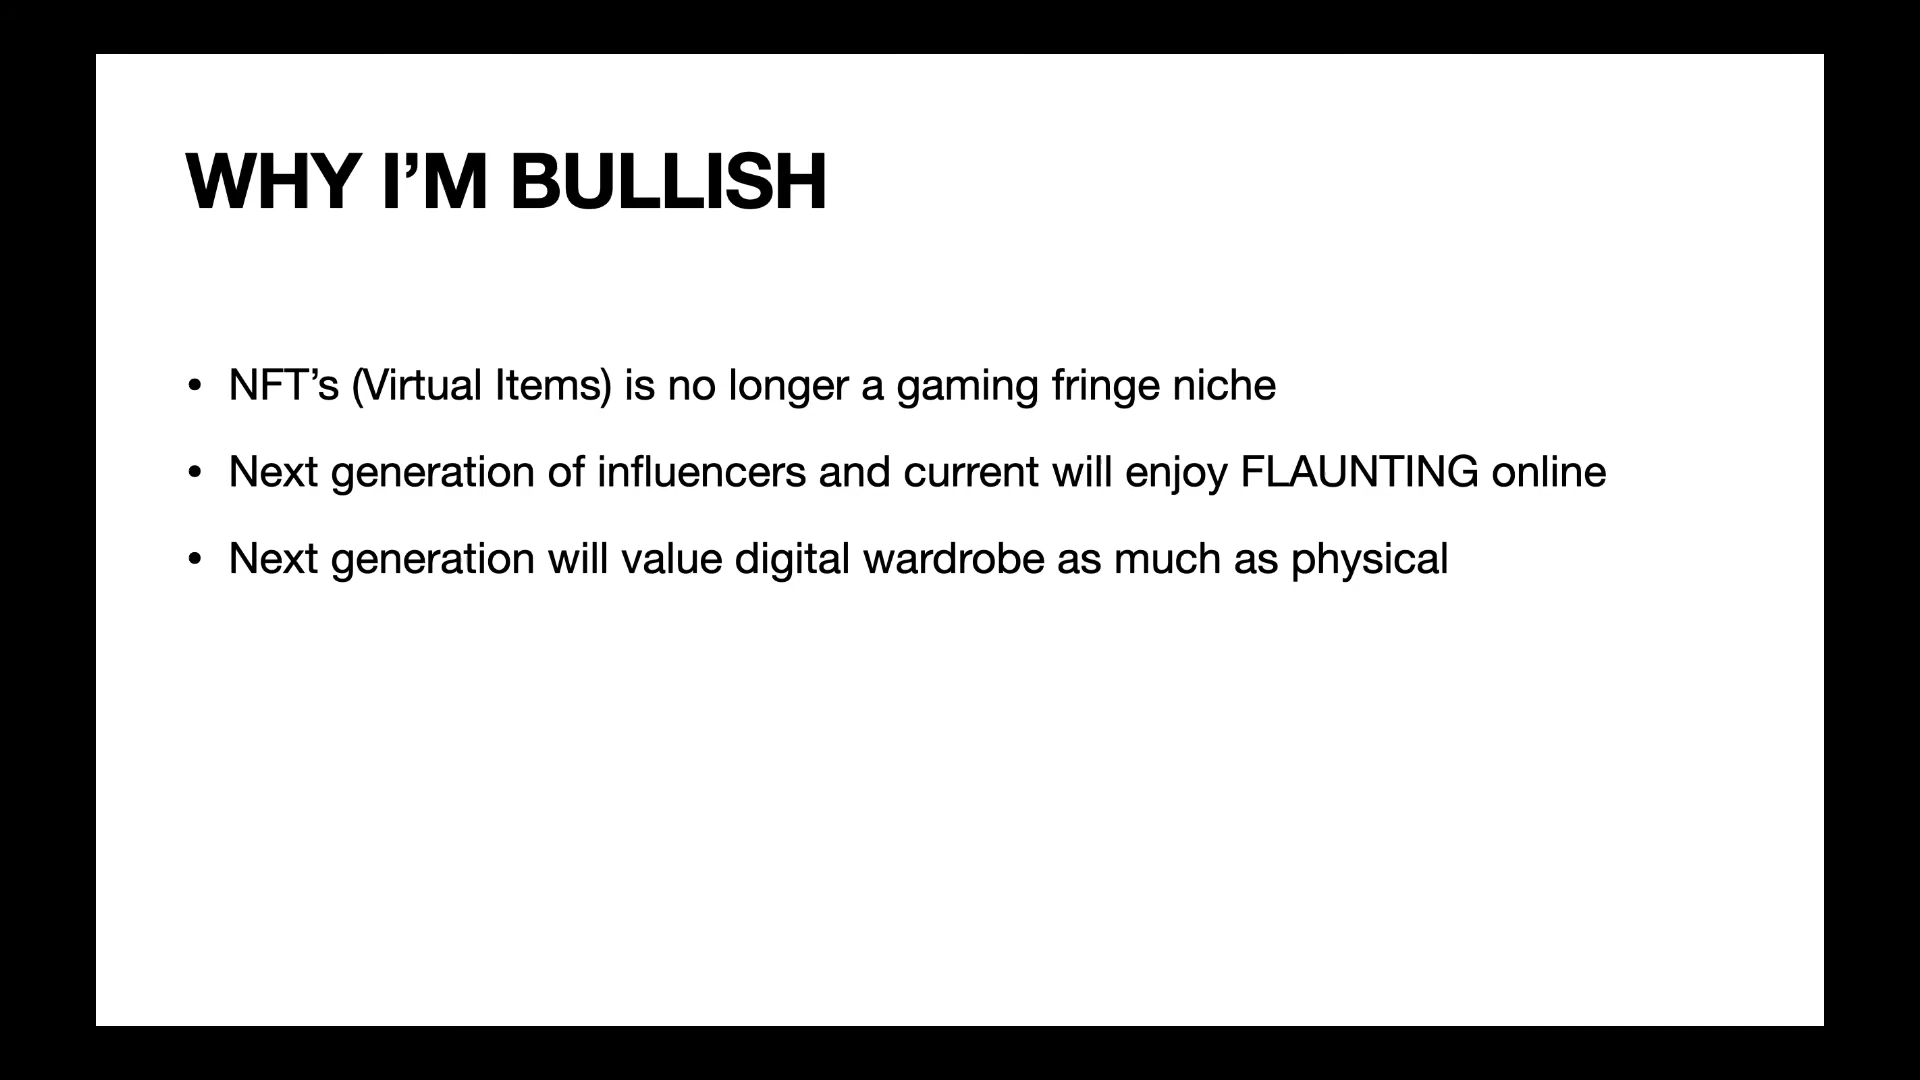 WHY I’M BULLISH
• NFT’s (Virtual Items) is no longer a gaming fringe niche
• Next generation of influencers and current will enjoy FLAUNTING online
• Next generation will value digital wardrobe as much as physical